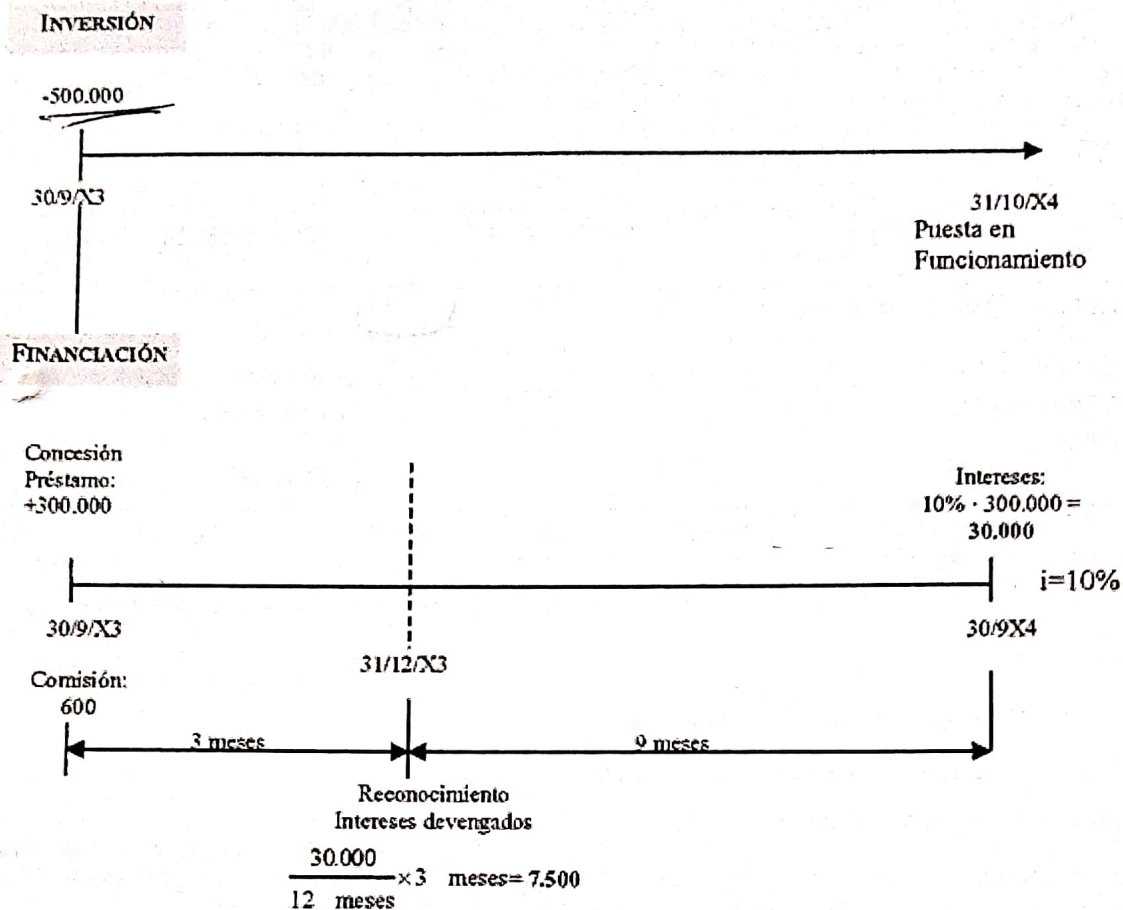 INVERSIÓN
-500.000
30/9/X3
31/10/X4
Puesta en
Funcionamiento
FINANCIACIÓN
Concesión
Préstamo:
+300.000
Intereses:
10% · 300.000 =
30.000
i=10%
30/9/X3
31/12/X3
30/9X4
Comisión:
600
3 meses
9 meses
Reconocimiento
Intereses devengados
30.000
12 meses
×3 meses= 7.500